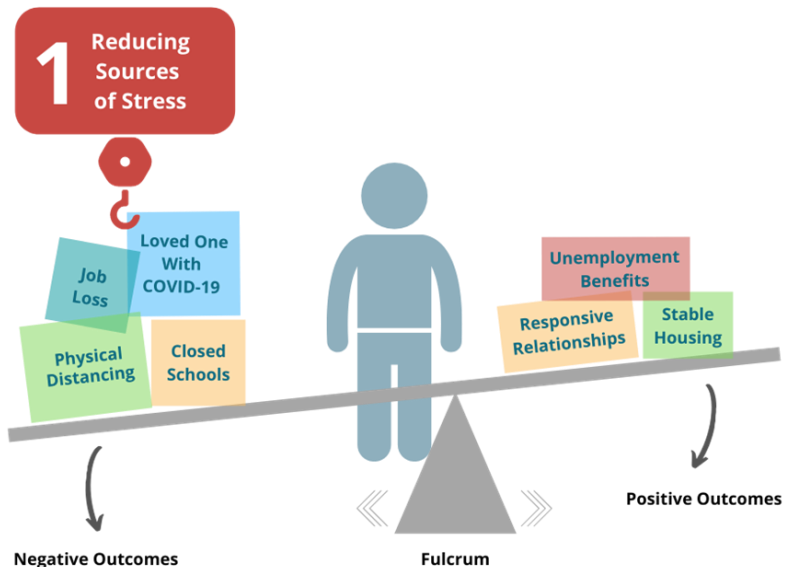 1
Reducing
Sources
of Stress
Loved One
With
COVID-19
Job
Loss
Physical
Distancing
Closed
Schools
Unemployment
Benefits
Responsive
Relationships
Stable
Housing
Negative Outcomes
Fulcrum
Positive Outcomes